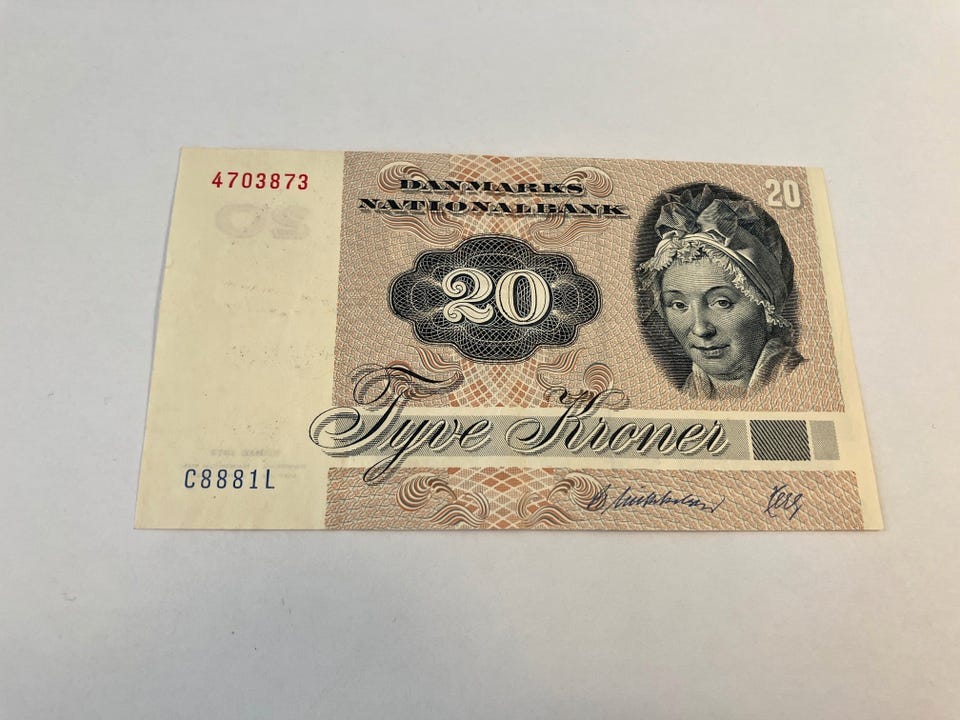 4703873
DANMARKS
NATIONALBANK
20
20
Tyve Kroner
C8881L